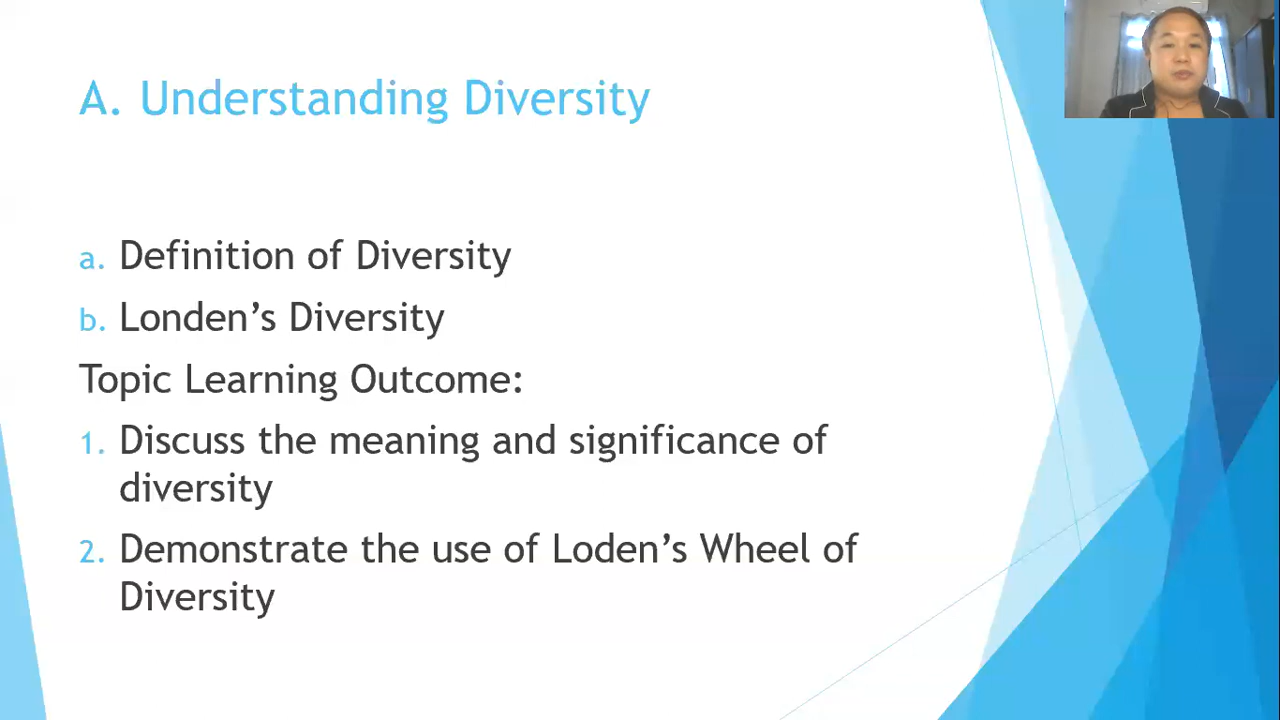 A. Understanding Diversity
a. Definition of Diversity
b. Londen’s Diversity
Topic Learning Outcome:
1. Discuss the meaning and significance of
diversity
2. Demonstrate the use of Loden’s Wheel of
Diversity